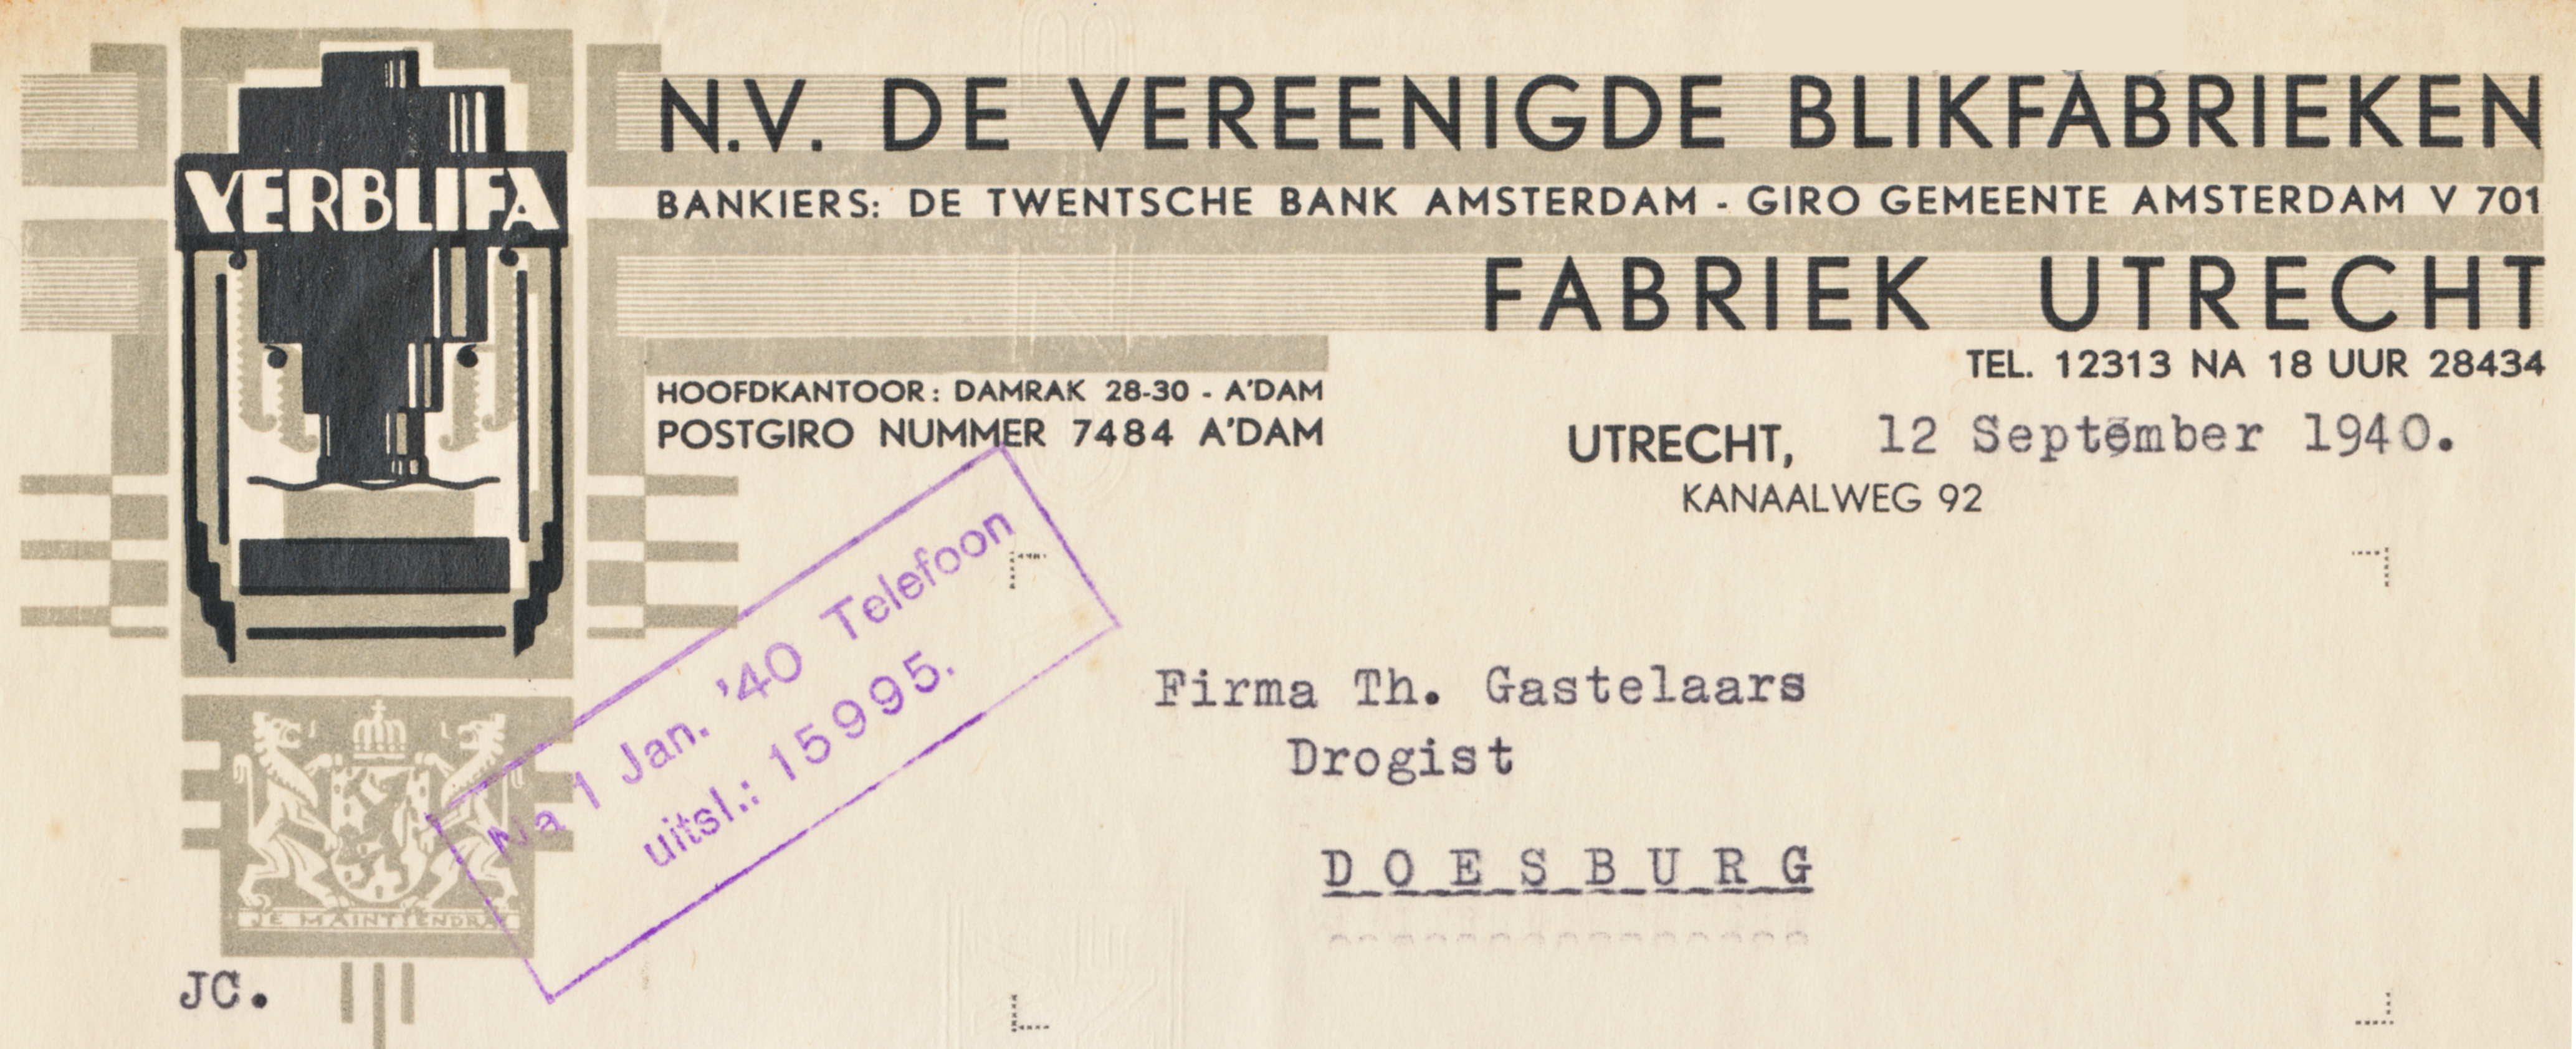 VERBLIFA
N.V. DE VEREENIGDE BLIKFABRIEKEN
BANKIERS: DE TWENTSCHE BANK AMSTERDAM - GIRO GEMEENTE AMSTERDAM V 701
FABRIEK UTRECHT
TEL. 12313 NA 18 UUR 28434
HOOFDKANTOOR: DAMRAK 28-30 - A'DAM
POSTGIRO NUMMER 7484 A'DAM
UTRECHT, 12 September 1940.
KANAALWEG 92
Na 1 Jan. '40 Telefoon
uitsl.: 15995.
Firma Th. Gastelaars
Drogist
DOESBURG
JE MAINTIENDRAI
JC.